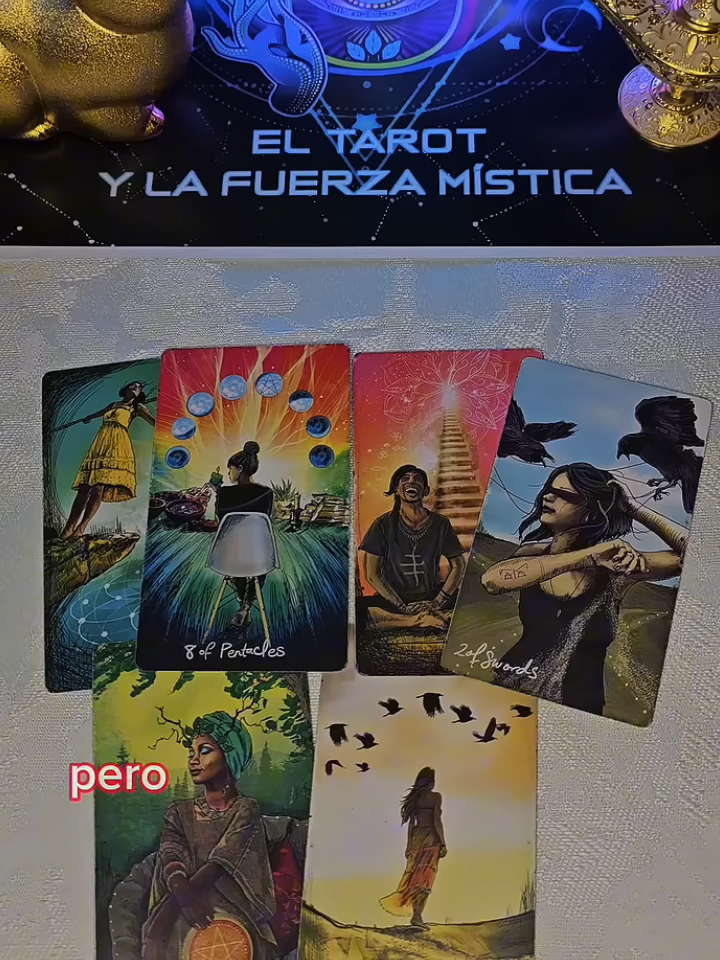 EL TAROT
Y LA FUERZA MÍSTICA
8 of Pentacles
2 of Swords
pero